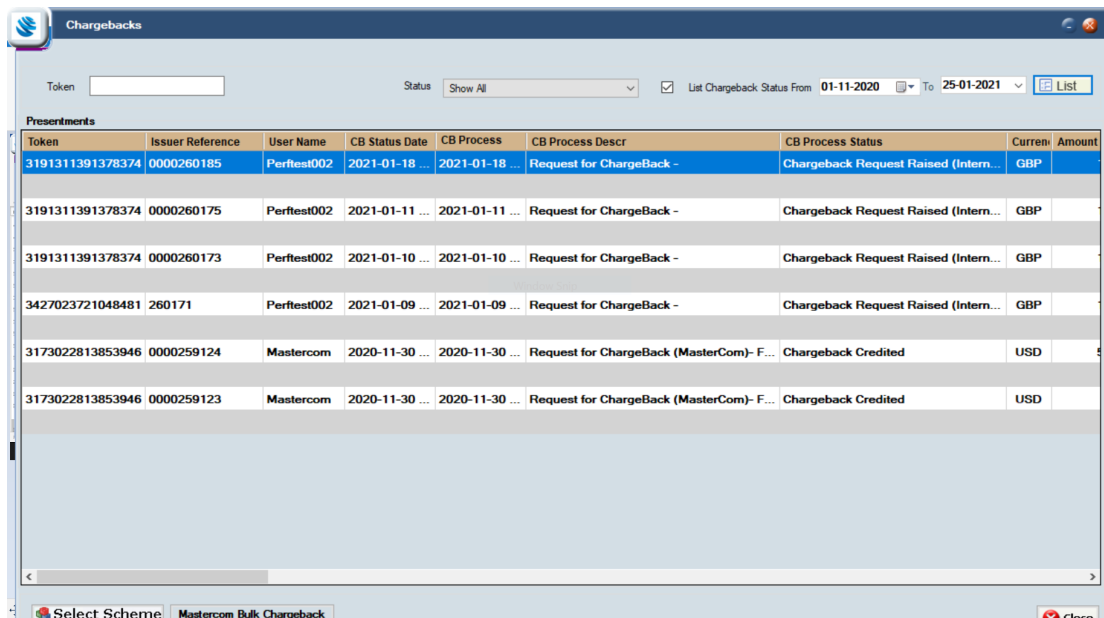 Chargebacks
Token Status Show All List Chargeback Status From 01-11-2020 To 25-01-2021 List
Presentments
Token Issuer Reference User Name CB Status Date CB Process CB Process Descr CB Process Status Curren Amount
3191311391378374 0000260185 Perftest002 2021-01-18 ... 2021-01-18 ... Request for ChargeBack - Chargeback Request Raised (Intern... GBP
3191311391378374 0000260175 Perftest002 2021-01-11 ... 2021-01-11 ... Request for ChargeBack - Chargeback Request Raised (Intern... GBP
3191311391378374 0000260173 Perftest002 2021-01-10 ... 2021-01-10 ... Request for ChargeBack - Chargeback Request Raised (Intern... GBP
3427023721048481 260171 Perftest002 2021-01-09 ... 2021-01-09 ... Request for ChargeBack - Chargeback Request Raised (Intern... GBP
3173022813853946 0000259124 Mastercom 2020-11-30 ... 2020-11-30 ... Request for ChargeBack (MasterCom)- F... Chargeback Credited USD
3173022813853946 0000259123 Mastercom 2020-11-30 ... 2020-11-30 ... Request for ChargeBack (MasterCom)- F... Chargeback Credited USD
Select Scheme Mastercom Bulk Chargeback Close